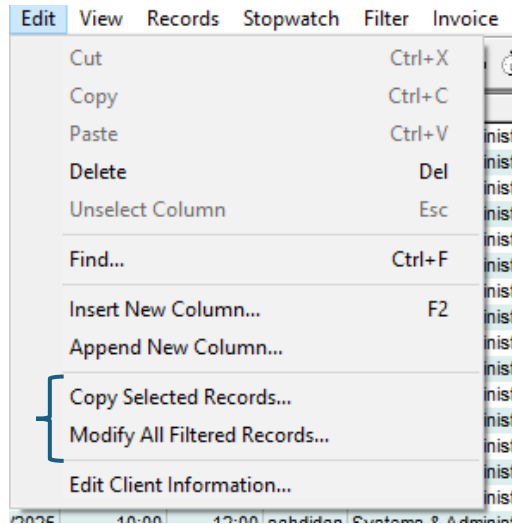 Edit View Records Stopwatch Filter Invoice
Cut Ctrl+X
Copy Ctrl+C
Paste Ctrl+V
Delete Del
Unselect Column Esc
Find... Ctrl+F
Insert New Column... F2
Append New Column...
Copy Selected Records...
Modify All Filtered Records...
Edit Client Information...